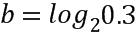 b = log₂0.3